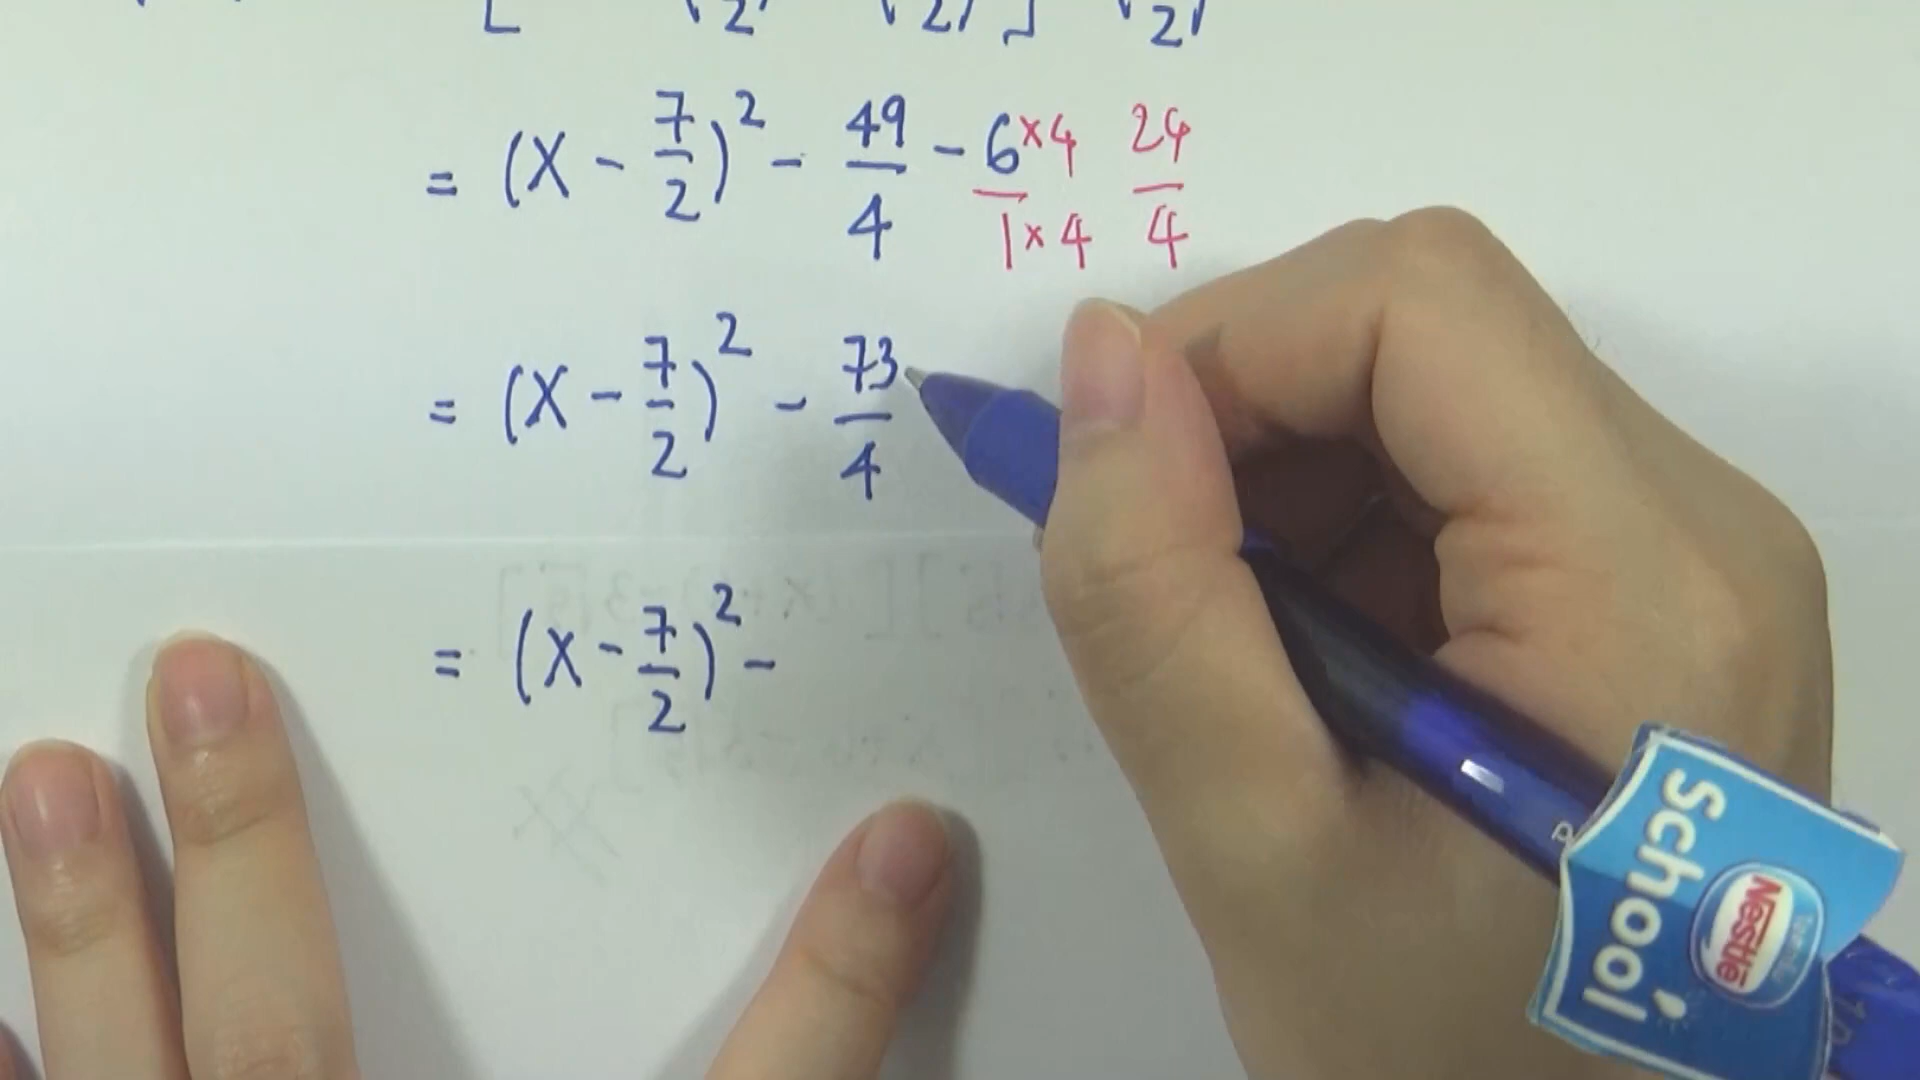 = (x - 7/2)² - 49/4 - 6×4/1×4 24/4
= (x - 7/2)² - 73/4
= (x - 7/2)² -
School
Nestlé